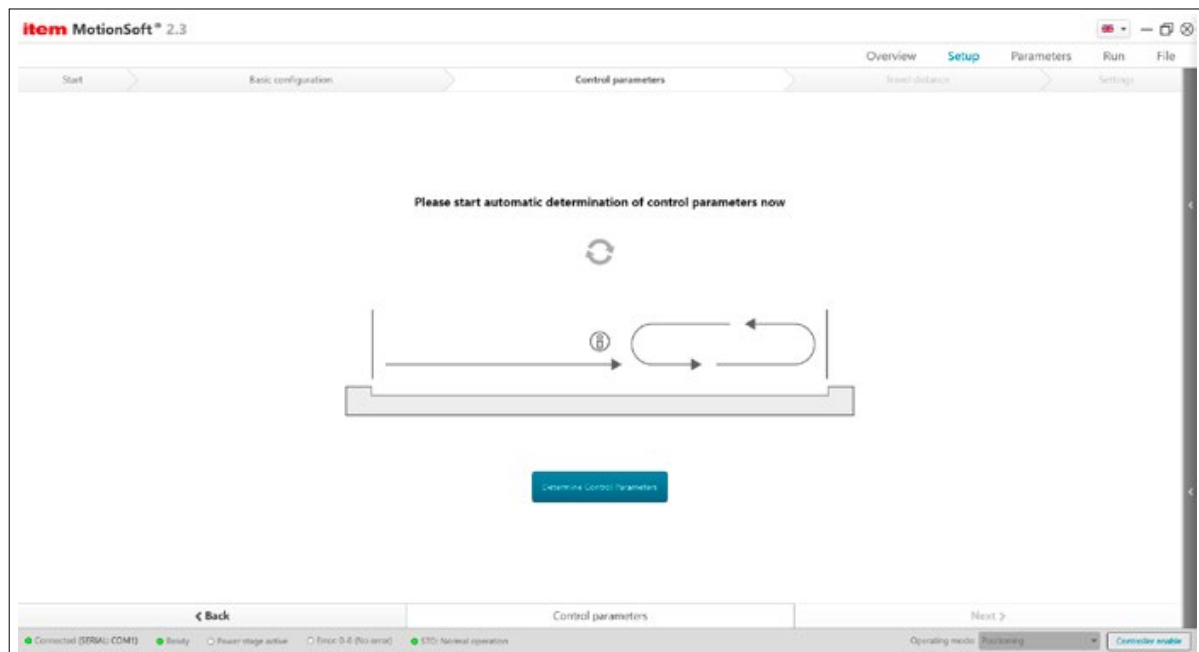 item MotionSoft® 2.3
Overview Setup Parameters Run File
Start Basic configuration Control parameters Travel distance Settings
Please start automatic determination of control parameters now
Determine Control Parameters
< Back Control parameters Next >
Connected (SERIAL: COM1) Ready Power stage active Error: 0-0 (No error) STO: Normal operation Operating mode: Positioning Controller enable